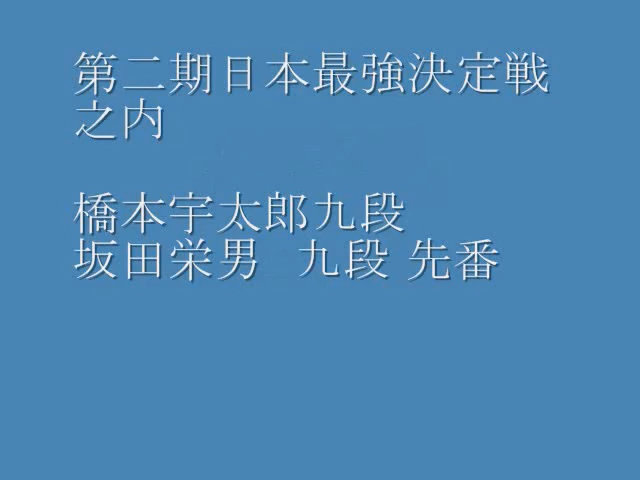 第二期日本最強決定戦
之内
橋本宇太郎九段
坂田栄男　九段 先番